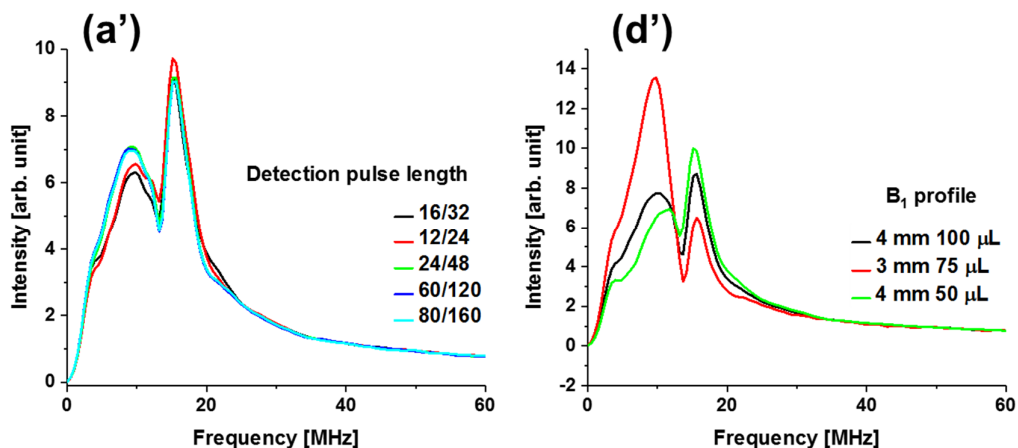 (a')
Intensity [arb. unit]
10
8
6
4
2
0
Detection pulse length
16/32
12/24
24/48
60/120
80/160
0 20 40 60
Frequency [MHz]
(d')
Intensity [arb. unit]
14
12
10
8
6
4
2
0
-2
B₁ profile
4 mm 100 μL
3 mm 75 μL
4 mm 50 μL
0 20 40 60
Frequency [MHz]